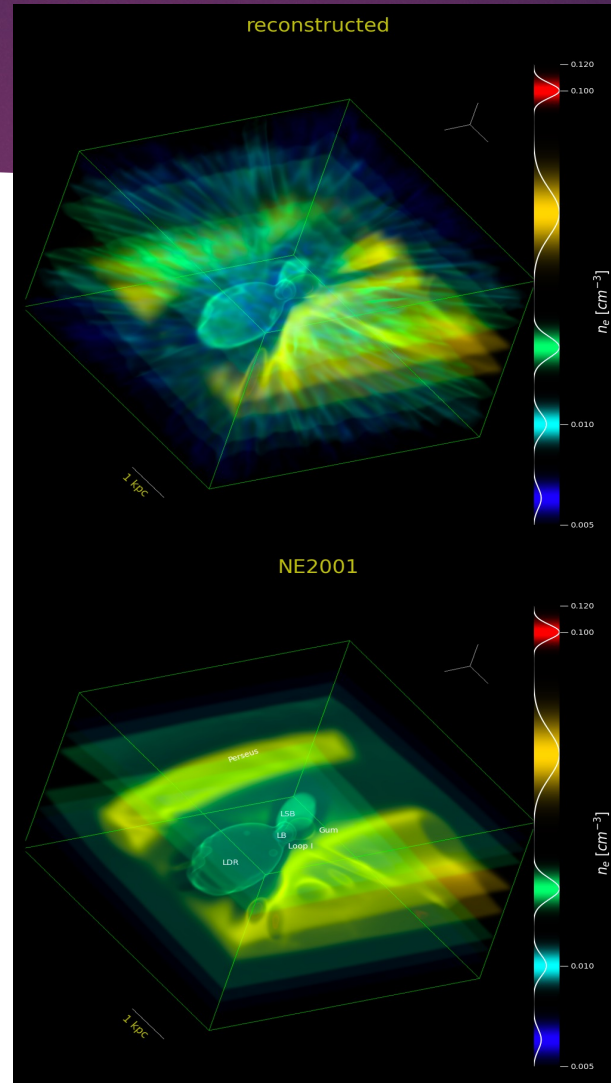 reconstructed
0.120
0.100
n_e [cm^{-3}]
0.010
0.005
1 kpc
NE2001
0.120
0.100
Perseus
LSB
LB
Gum
Loop I
LDR
n_e [cm^{-3}]
0.010
0.005
1 kpc